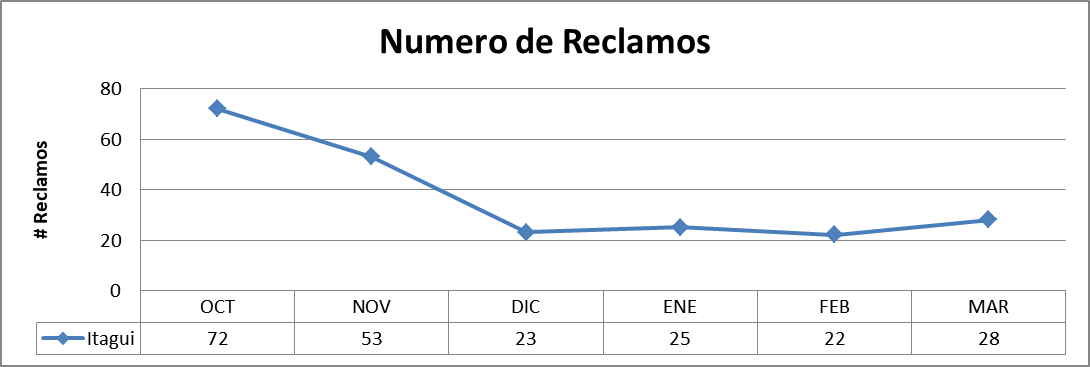 Numero de Reclamos
# Reclamos
80
60
40
20
0
OCT NOV DIC ENE FEB MAR
Itagui 72 53 23 25 22 28